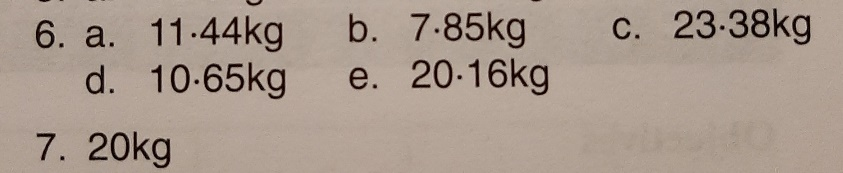 6. a. 11·44kg b. 7·85kg c. 23·38kg
d. 10·65kg e. 20·16kg
7. 20kg